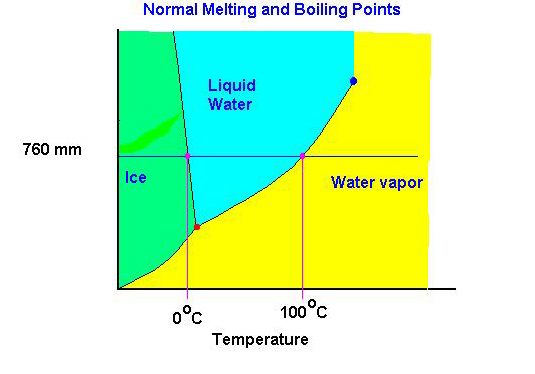 Normal Melting and Boiling Points
Liquid
Water
760 mm
Ice
Water vapor
0°C
100°C
Temperature